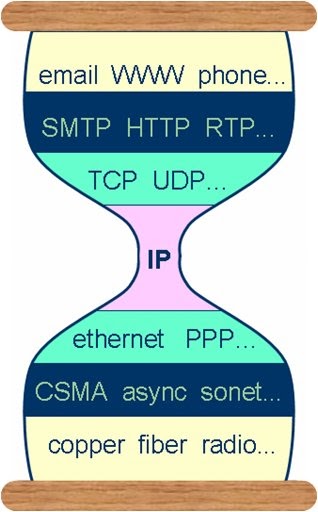 email WWW phone...
SMTP HTTP RTP...
TCP UDP...
IP
ethernet PPP...
CSMA async sonet...
copper fiber radio...